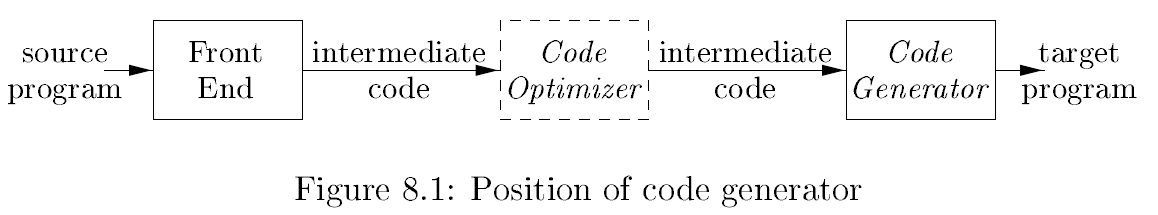 source program
Front End
intermediate code
Code Optimizer
intermediate code
Code Generator
target program
Figure 8.1: Position of code generator